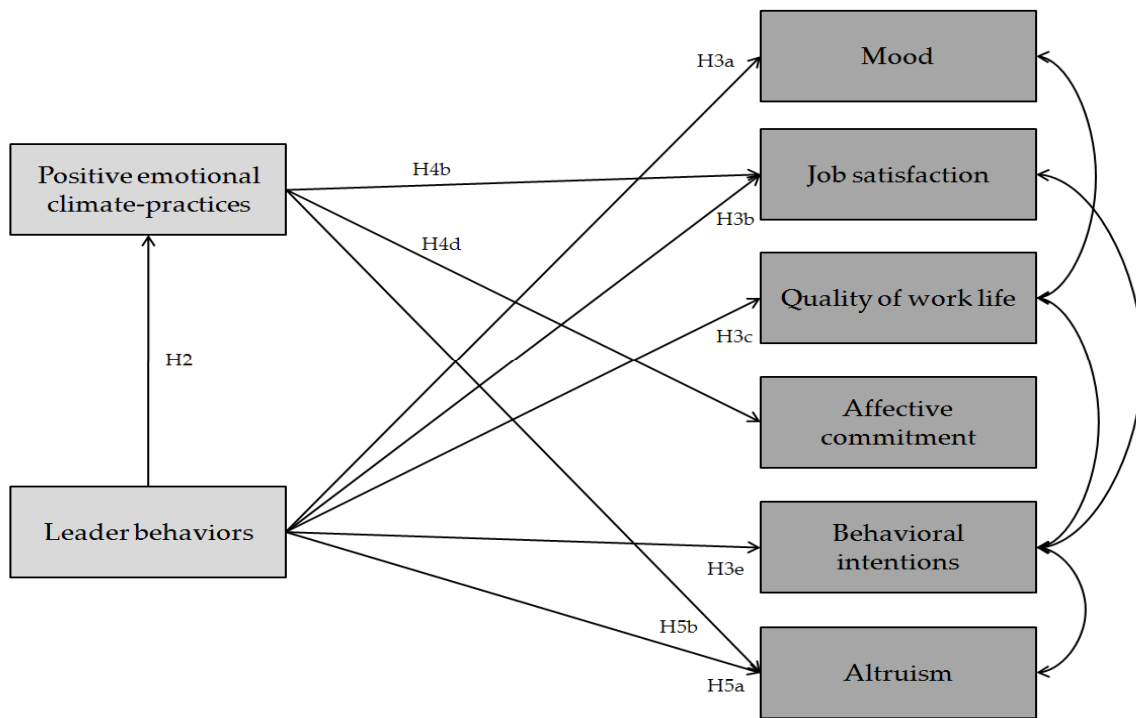 Mood
H3a
Positive emotional
climate-practices
H4b
Job satisfaction
H3b
H4d
Quality of work life
H3c
H2
Affective
commitment
Leader behaviors
Behavioral
intentions
H3e
H5b
Altruism
H5a